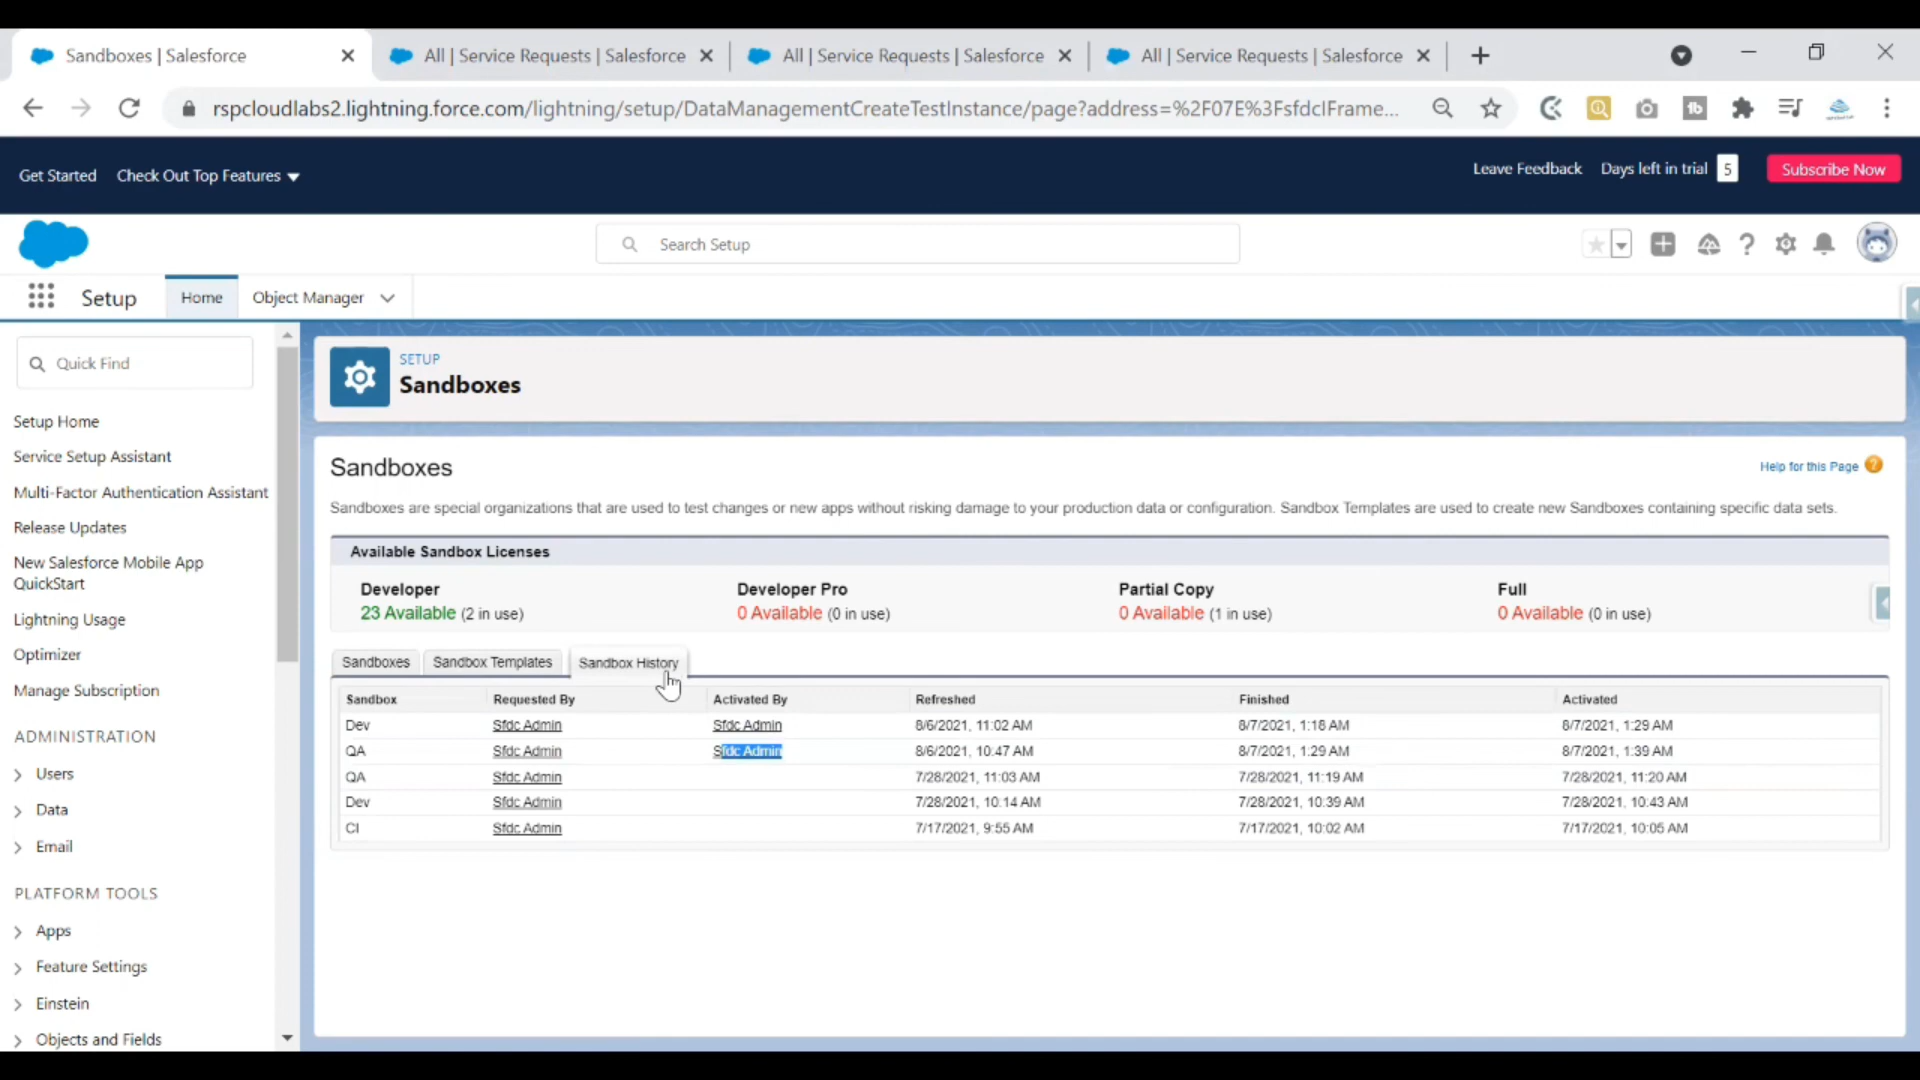 Sandboxes | Salesforce
All | Service Requests | Salesforce
All | Service Requests | Salesforce
All | Service Requests | Salesforce
rspcloudlabs2.lightning.force.com/lightning/setup/DataManagementCreateTestInstance/page?address=%2F07E%3FsfdcIFrame...
Get Started
Check Out Top Features
Leave Feedback
Days left in trial
5
Subscribe Now
Search Setup
Setup
Home
Object Manager
Quick Find
Setup Home
Service Setup Assistant
Multi-Factor Authentication Assistant
Release Updates
New Salesforce Mobile App
QuickStart
Lightning Usage
Optimizer
Manage Subscription
ADMINISTRATION
Users
Data
Email
PLATFORM TOOLS
Apps
Feature Settings
Einstein
Objects and Fields
SETUP
Sandboxes
Sandboxes
Help for this Page
Sandboxes are special organizations that are used to test changes or new apps without risking damage to your production data or configuration. Sandbox Templates are used to create new Sandboxes containing specific data sets.
Available Sandbox Licenses
Developer Developer Pro Partial Copy Full
23 Available (2 in use) 0 Available (0 in use) 0 Available (1 in use) 0 Available (0 in use)
Sandboxes Sandbox Templates Sandbox History
Sandbox Requested By Activated By Refreshed Finished Activated
Dev Sfdc Admin Sfdc Admin 8/6/2021, 11:02 AM 8/7/2021, 1:18 AM 8/7/2021, 1:29 AM
QA Sfdc Admin Sfdc Admin 8/6/2021, 10:47 AM 8/7/2021, 1:29 AM 8/7/2021, 1:39 AM
QA Sfdc Admin 7/28/2021, 11:03 AM 7/28/2021, 11:19 AM 7/28/2021, 11:20 AM
Dev Sfdc Admin 7/28/2021, 10:14 AM 7/28/2021, 10:39 AM 7/28/2021, 10:43 AM
CI Sfdc Admin 7/17/2021, 9:55 AM 7/17/2021, 10:02 AM 7/17/2021, 10:05 AM